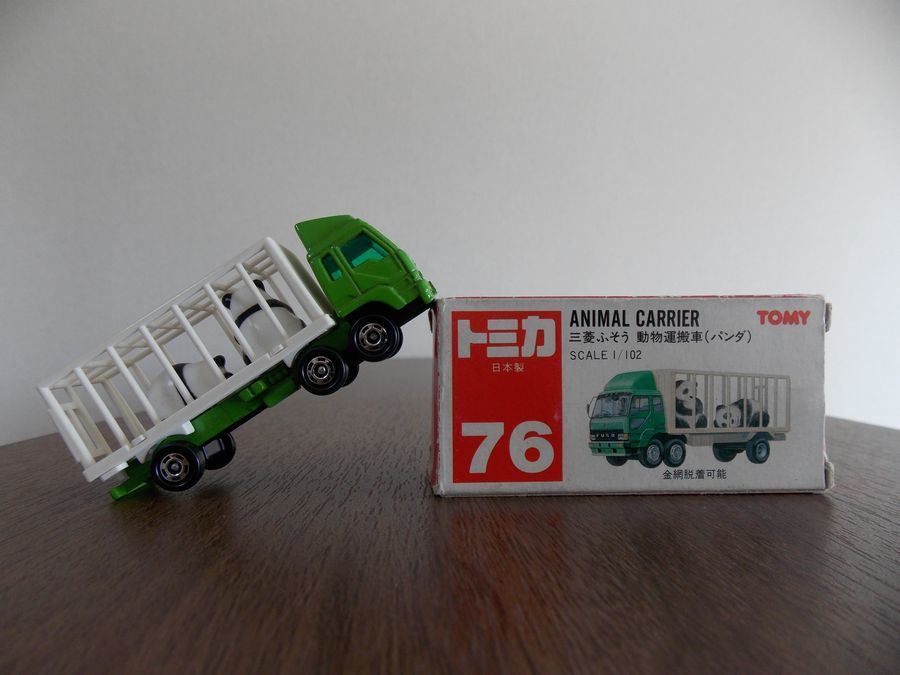 トミカ
日本製
76
ANIMAL CARRIER
TOMY
三菱ふそう 動物運搬車(パンダ)
SCALE 1/102
FUSO
金網脱着可能